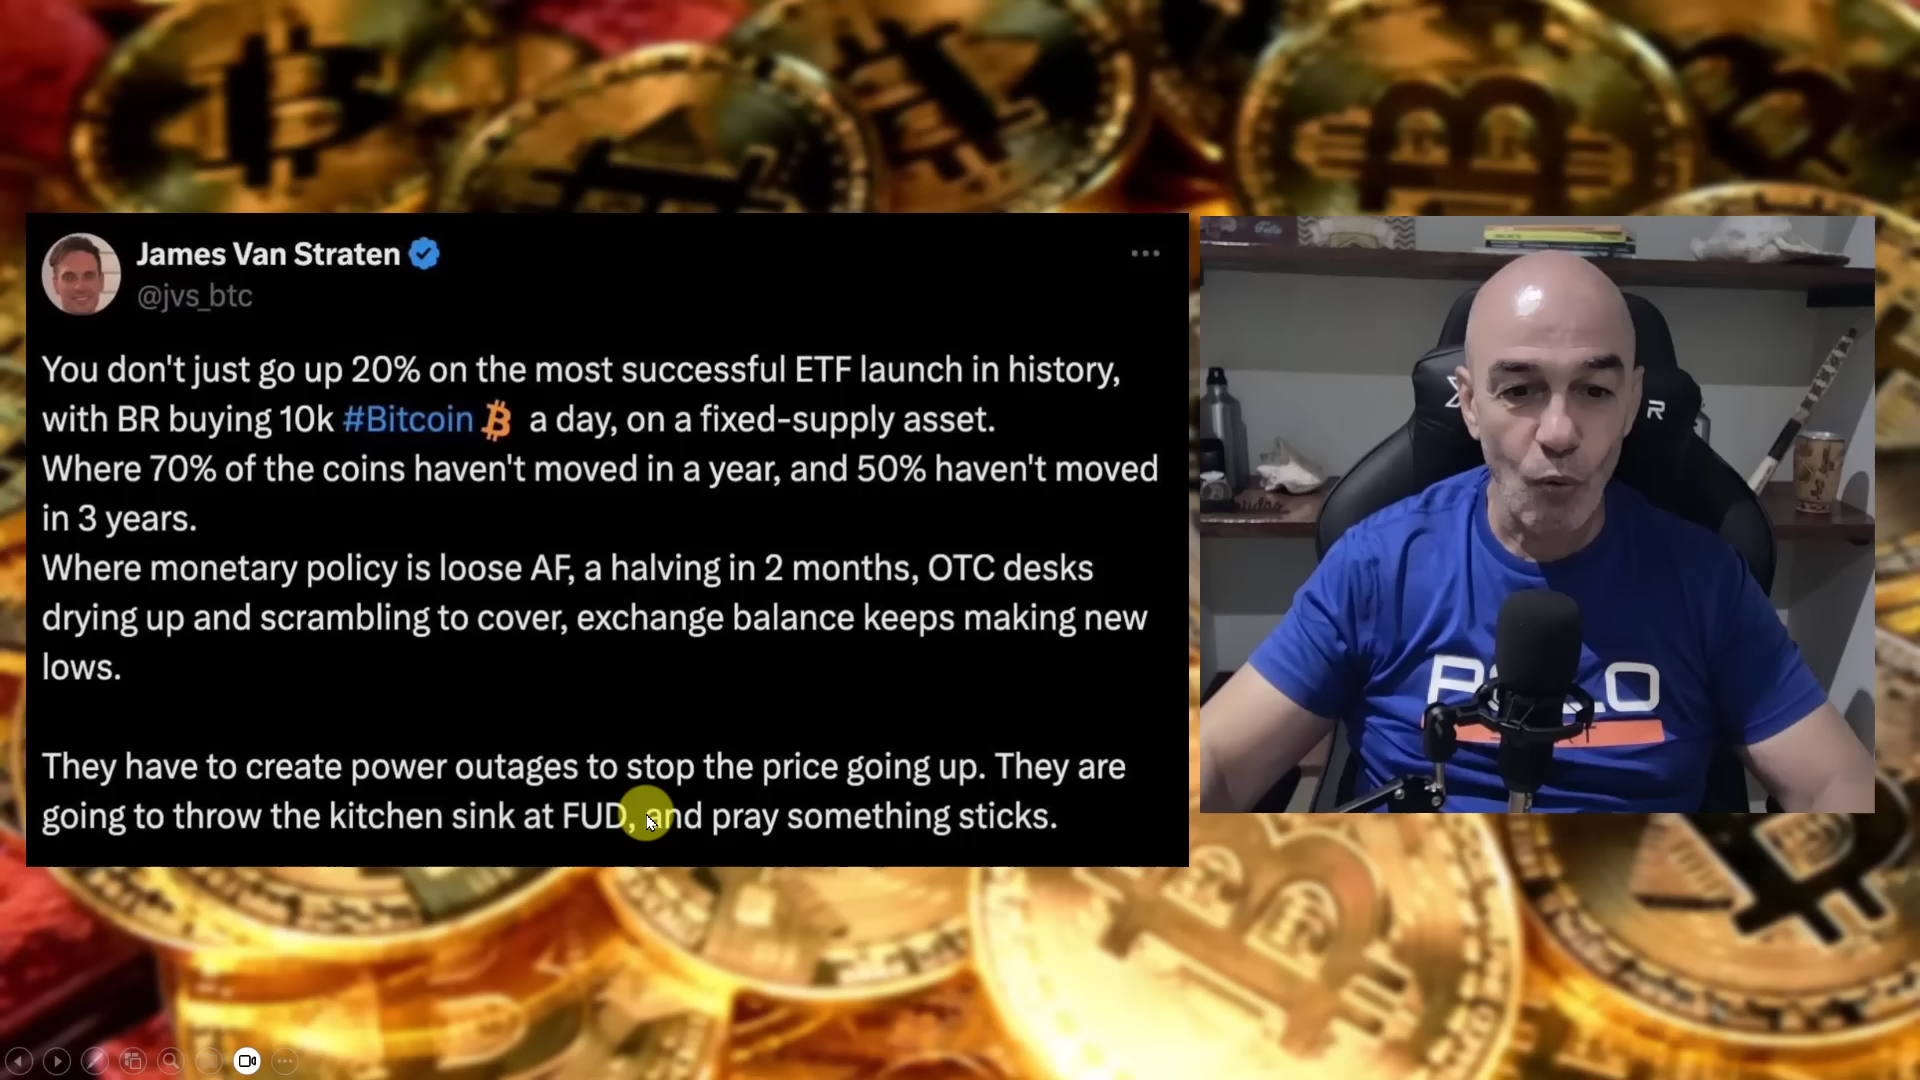 James Van Straten
@jvs_btc
You don't just go up 20% on the most successful ETF launch in history,
with BR buying 10k #Bitcoin a day, on a fixed-supply asset.
Where 70% of the coins haven't moved in a year, and 50% haven't moved
in 3 years.
Where monetary policy is loose AF, a halving in 2 months, OTC desks
drying up and scrambling to cover, exchange balance keeps making new
lows.
They have to create power outages to stop the price going up. They are
going to throw the kitchen sink at FUD, and pray something sticks.